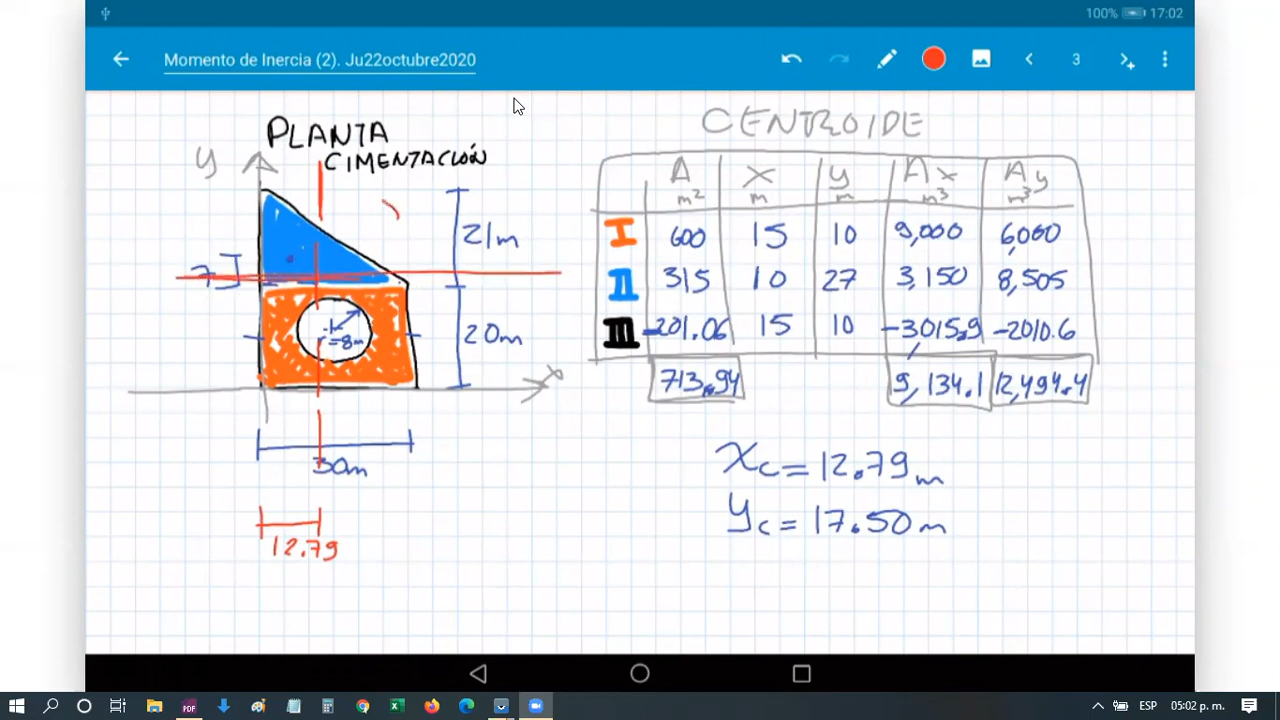 100% 17:02
Momento de Inercia (2). Ju22octubre2020
3
PLANTA
CIMENTACIÓN
y
21m
7
20m
r=8m
x
30m
12.79
CENTROIDE
A m² X m y m Ax m³ Ay m³
I 600 15 10 9,000 6,000
II 315 10 27 3,150 8,505
III -201.06 15 10 -3,015.9 -2010.6
713.94 9,134.1 12,494.4
Xc = 12.79 m
yc = 17.50 m
ESP 05:02 p. m.